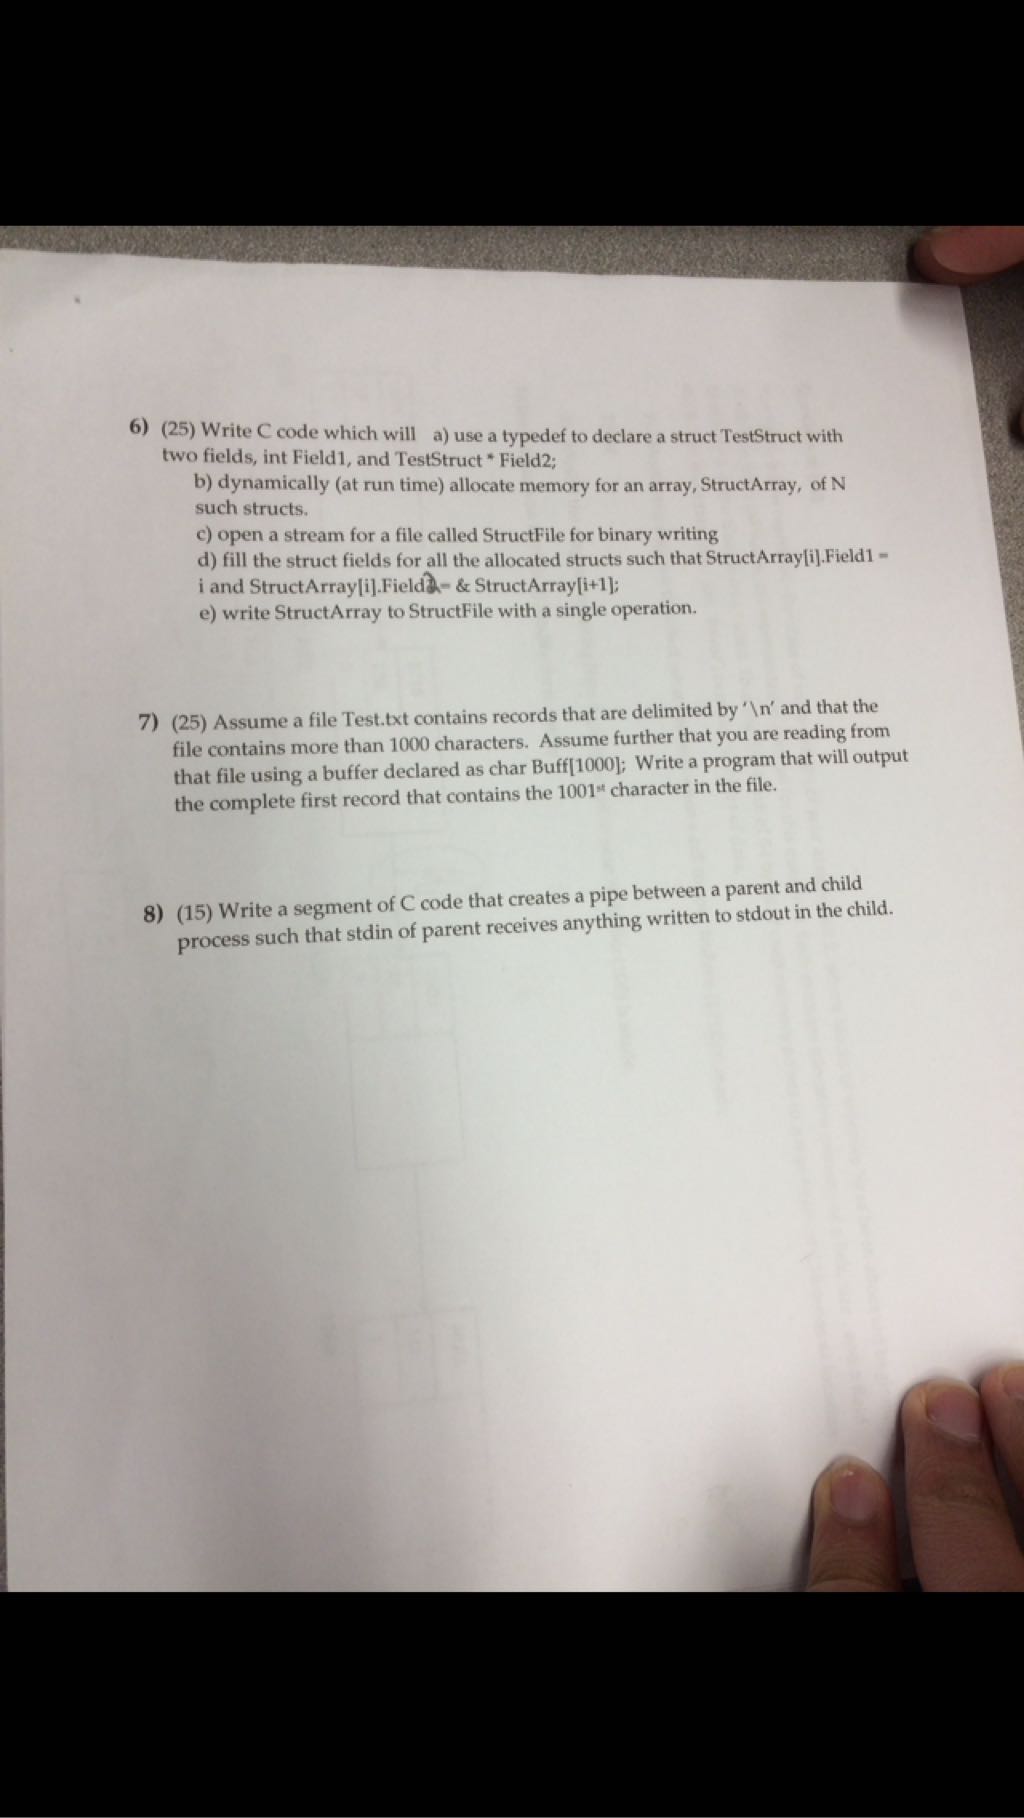 6) (25) Write C code which will a) use a typedef to declare a struct TestStruct with
two fields, int Field1, and TestStruct * Field2;
b) dynamically (at run time) allocate memory for an array, StructArray, of N
such structs.
c) open a stream for a file called StructFile for binary writing
d) fill the struct fields for all the allocated structs such that StructArray[i].Field1 =
i and StructArray[i].Field2= & StructArray[i+1];
e) write StructArray to StructFile with a single operation.
7) (25) Assume a file Test.txt contains records that are delimited by '\n' and that the
file contains more than 1000 characters. Assume further that you are reading from
that file using a buffer declared as char Buff[1000]; Write a program that will output
the complete first record that contains the 1001st character in the file.
8) (15) Write a segment of C code that creates a pipe between a parent and child
process such that stdin of parent receives anything written to stdout in the child.